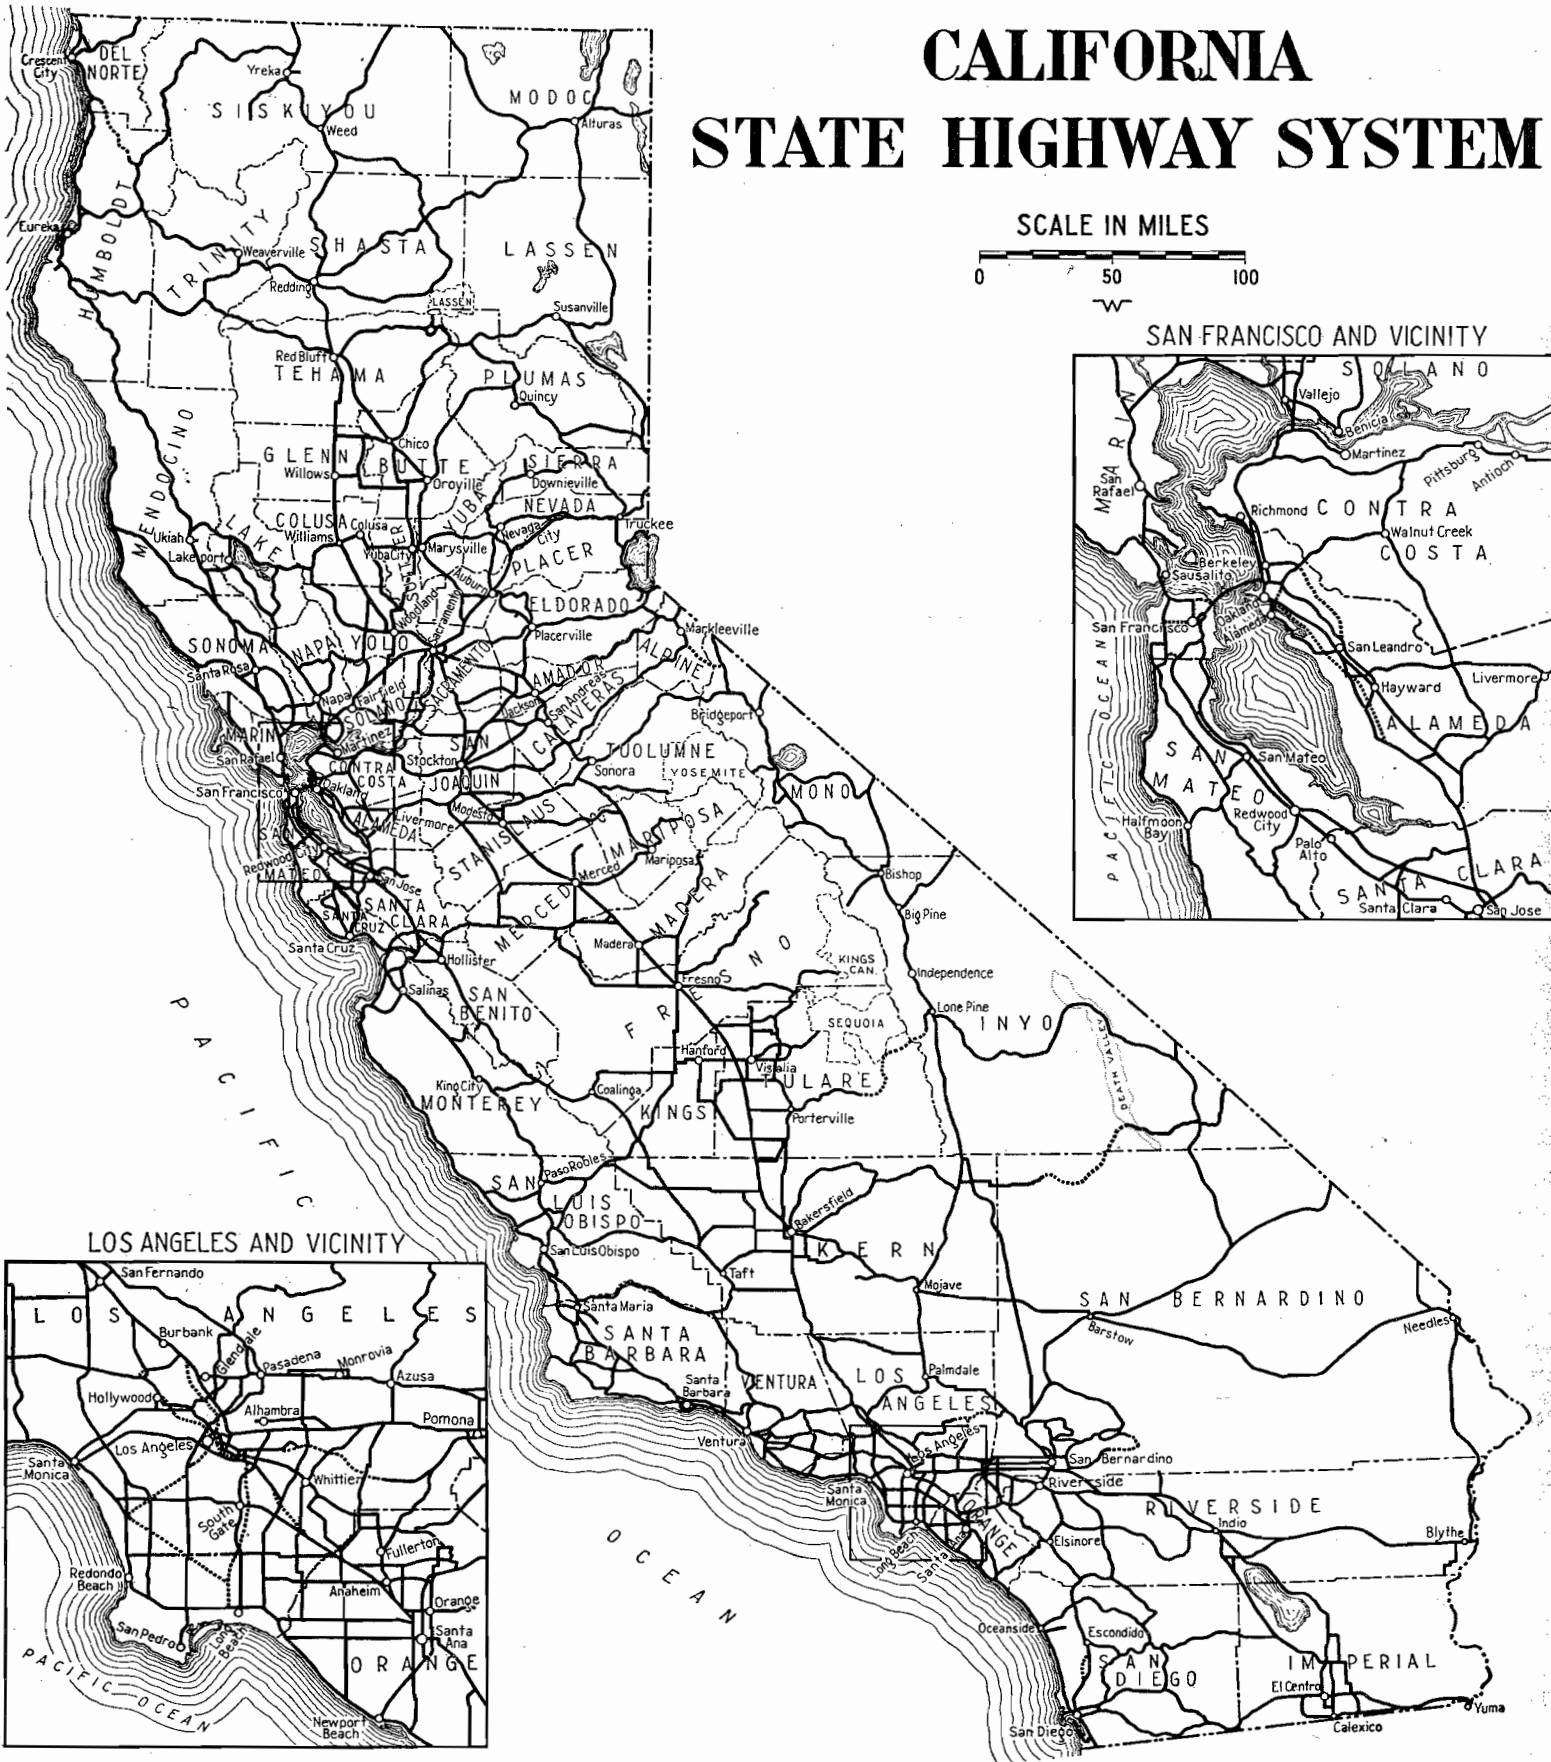 CALIFORNIA
STATE HIGHWAY SYSTEM
SCALE IN MILES
0 50 100
SAN FRANCISCO AND VICINITY
SOLANO
Vallejo
Benicia
MARIN
Martinez
Pittsburg
Antioch
San
Rafael
Richmond
CONTRA
Walnut Creek
COSTA
Berkeley
Sausalito
Oakland
Alameda
San Francisco
San Leandro
Hayward
Livermore
ALAMEDA
PACIFIC OCEAN
SAN
MATEO
San Mateo
Halfmoon
Bay
Redwood
City
Palo
Alto
SANTA CLARA
Santa Clara
San Jose
Crescent
City
DEL
NORTE
Yreka
SISKIYOU
Weed
MODOC
Alturas
Eureka
HUMBOLDT
TRINITY
Weaverville
SHASTA
Redding
LASSEN
LASSEN
Susanville
Red Bluff
TEHAMA
PLUMAS
Quincy
MENDOCINO
GLENN
Willows
Chico
BUTTE
Oroville
SIERRA
Downieville
YUBA
NEVADA
Nevada
City
Truckee
COLUSA
Colusa
Williams
Ukiah
LAKE
Lakeport
Yuba City
SUTTER
Marysville
PLACER
Auburn
ELDORADO
Placerville
Woodland
Sacramento
SONOMA
NAPA
YOLO
Santa Rosa
Napa
Fairfield
SOLANO
SACRAMENTO
AMADOR
Jackson
San Andreas
CALAVERAS
ALPINE
Markleeville
Bridgeport
MARIN
San Rafael
Martinez
CONTRA
COSTA
Stockton
SAN
JOAQUIN
TUOLUMNE
Sonora
YOSEMITE
MONO
San Francisco
Oakland
ALAMEDA
Livermore
Modesto
STANISLAUS
MARIPOSA
Mariposa
SAN
MATEO
Redwood City
San Jose
SANTA
CLARA
SANTA
CRUZ
Santa Cruz
MERCED
Merced
MADERA
Madera
Bishop
Big Pine
Hollister
Salinas
SAN
BENITO
FRESNO
Fresno
KINGS
CAN.
Independence
Lone Pine
INYO
SEQUOIA
DEATH VALLEY
Hanford
Visalia
TULARE
King City
MONTEREY
Coalinga
KINGS
Porterville
PACIFIC
OCEAN
Paso Robles
SAN
LUIS
OBISPO
San Luis Obispo
Bakersfield
KERN
Taft
Mojave
Santa Maria
SANTA
BARBARA
Santa
Barbara
VENTURA
Ventura
LOS
ANGELES
Palmdale
Los Angeles
SAN BERNARDINO
Barstow
Needles
San Bernardino
Santa
Monica
Riverside
RIVERSIDE
Indio
Blythe
ORANGE
Elsinore
Long Beach
Santa Ana
Oceanside
Escondido
SAN
DIEGO
San Diego
IMPERIAL
El Centro
Calexico
Yuma
LOS ANGELES AND VICINITY
San Fernando
LOS ANGELES
Burbank
Glendale
Pasadena
Monrovia
Azusa
Hollywood
Alhambra
Pomona
Los Angeles
Santa
Monica
Whittier
South
Gate
Fullerton
Redondo
Beach
Anaheim
Orange
San Pedro
Long
Beach
Santa
Ana
ORANGE
PACIFIC OCEAN
Newport
Beach